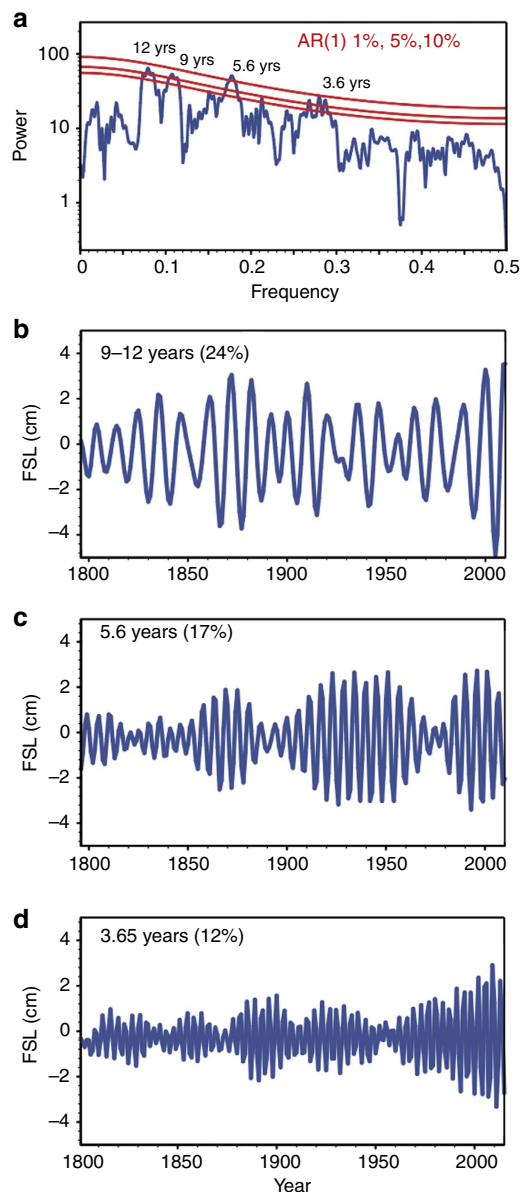 a
12 yrs 9 yrs 5.6 yrs 3.6 yrs
AR(1) 1%, 5%,10%
100
10
1
Power
0 0.1 0.2 0.3 0.4 0.5
Frequency
b
9–12 years (24%)
4
2
0
–2
–4
FSL (cm)
1800 1850 1900 1950 2000
c
5.6 years (17%)
4
2
0
–2
–4
FSL (cm)
1800 1850 1900 1950 2000
d
3.65 years (12%)
4
2
0
–2
–4
FSL (cm)
1800 1850 1900 1950 2000
Year